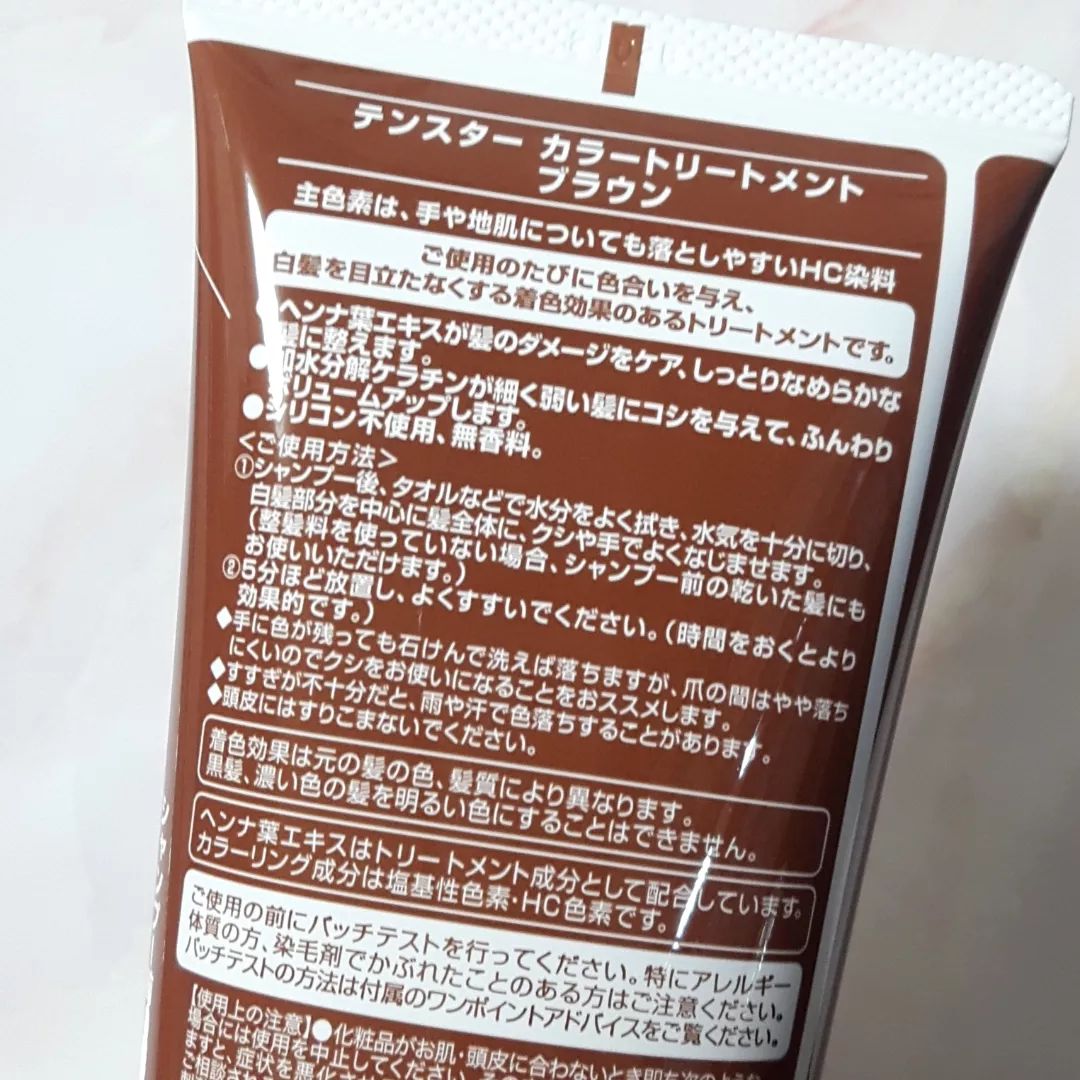 テンスター カラートリートメント
ブラウン
主色素は、手や地肌についても落としやすいHC染料
ご使用のたびに色合いを与え、
白髪を目立たなくする着色効果のあるトリートメントです。
ヘンナ葉エキスが髪のダメージをケア、しっとりなめらかな
髪に整えます。
●加水分解ケラチンが細く弱い髪にコシを与えて、ふんわり
ボリュームアップします。
●シリコン不使用、無香料。
<ご使用方法>
①シャンプー後、タオルなどで水分をよく拭き、水気を十分に切り、
白髪部分を中心に髪全体に、クシや手でよくなじませます。
(整髪料を使っていない場合、シャンプー前の乾いた髪にも
お使いいただけます。)
②5分ほど放置し、よくすすいでください。(時間をおくとより
効果的です。)
◆手に色が残っても石けんで洗えば落ちますが、爪の間はやや落ち
にくいのでクシをお使いになることをおススメします。
◆すすぎが不十分だと、雨や汗で色落ちすることがあります。
◆頭皮にはすりこまないでください。
着色効果は元の髪の色、髪質により異なります。
黒髪、濃い色の髪を明るい色にすることはできません。
ヘンナ葉エキスはトリートメント成分として配合しています。
カラーリング成分は塩基性色素・HC色素です。
ご使用の前にパッチテストを行ってください。特にアレルギー
体質の方、染毛剤でかぶれたことのある方はご注意ください。
パッチテストの方法は付属のワンポイントアドバイスをご覧ください。
【使用上の注意】●化粧品がお肌・頭皮に合わないとき即ち次のような
場合には使用を中止してください。
ますと、症状を悪化させ
ご相談され